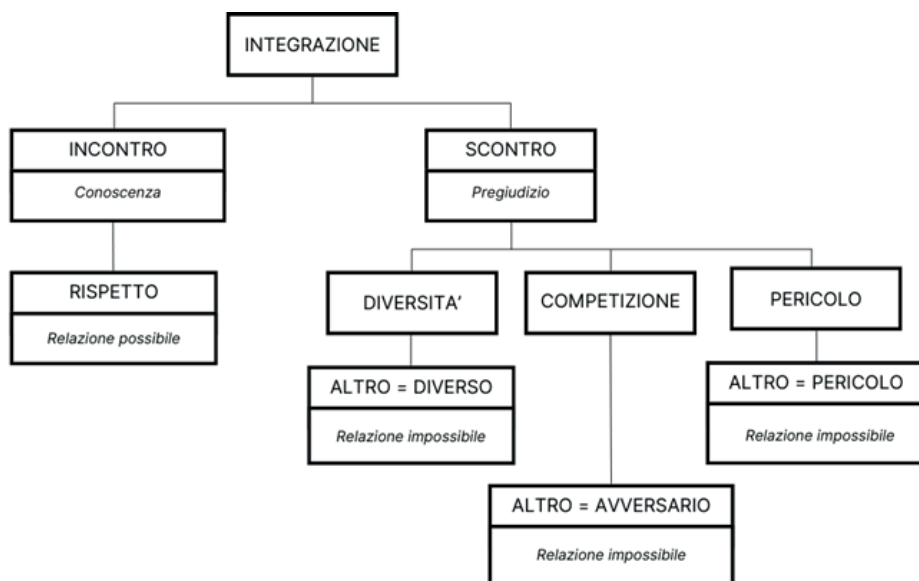 INTEGRAZIONE
INCONTRO
Conoscenza
SCONTRO
Pregiudizio
RISPETTO
Relazione possibile
DIVERSITA'
COMPETIZIONE
PERICOLO
ALTRO = DIVERSO
Relazione impossibile
ALTRO = PERICOLO
Relazione impossibile
ALTRO = AVVERSARIO
Relazione impossibile